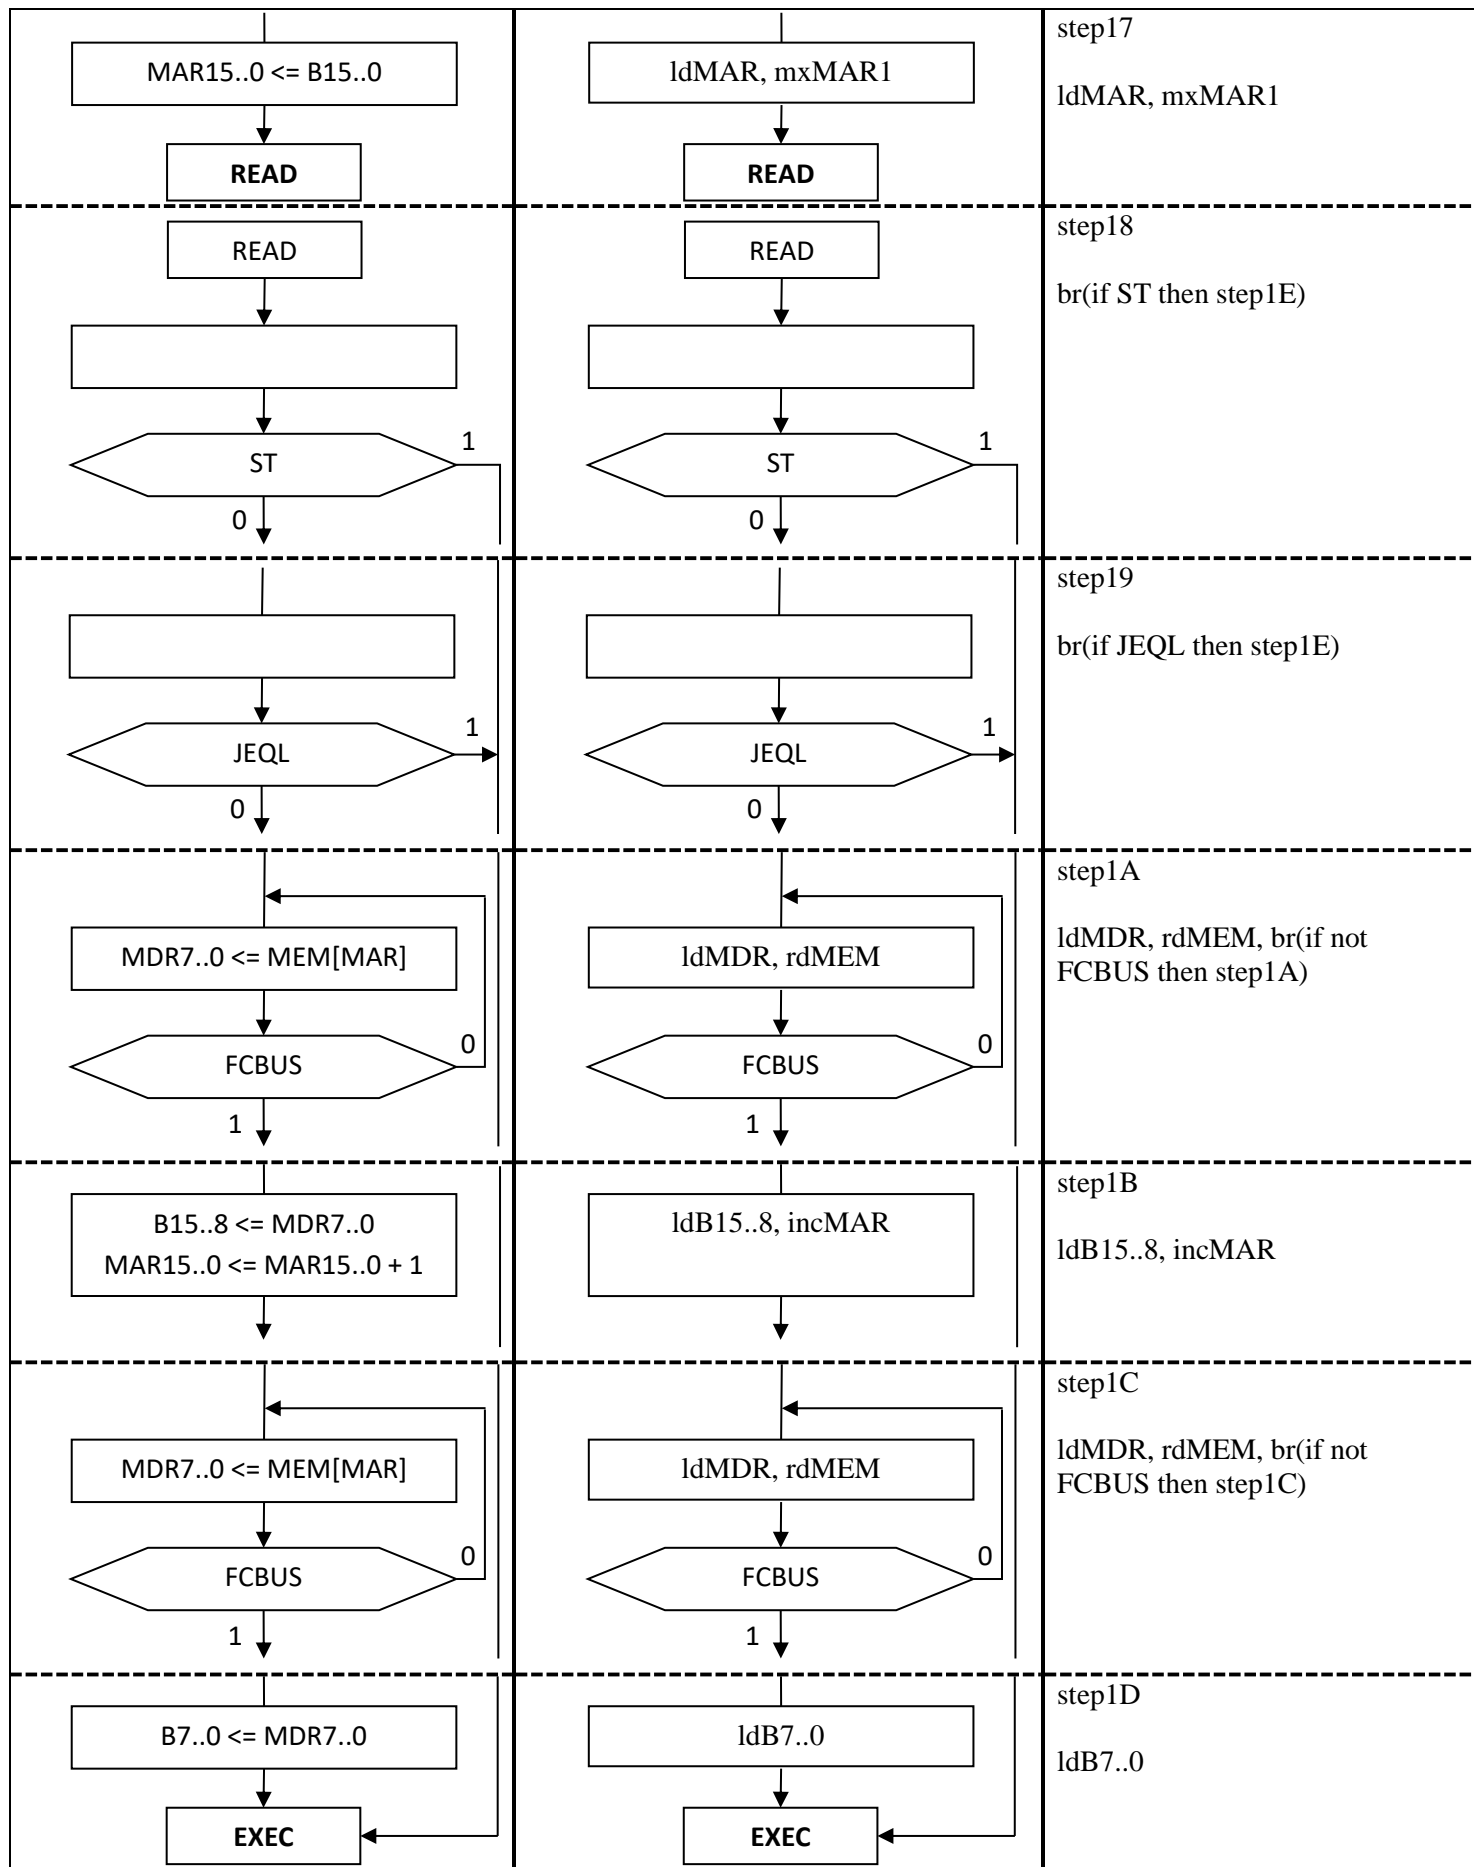 MAR15..0 <= B15..0
READ
ldMAR, mxMAR1
READ
step17
ldMAR, mxMAR1
READ
ST
1
0
READ
ST
1
0
step18
br(if ST then step1E)
JEQL
1
0
JEQL
1
0
step19
br(if JEQL then step1E)
MDR7..0 <= MEM[MAR]
FCBUS
0
1
ldMDR, rdMEM
FCBUS
0
1
step1A
ldMDR, rdMEM, br(if not
FCBUS then step1A)
B15..8 <= MDR7..0
MAR15..0 <= MAR15..0 + 1
ldB15..8, incMAR
step1B
ldB15..8, incMAR
MDR7..0 <= MEM[MAR]
FCBUS
0
1
ldMDR, rdMEM
FCBUS
0
1
step1C
ldMDR, rdMEM, br(if not
FCBUS then step1C)
B7..0 <= MDR7..0
EXEC
ldB7..0
EXEC
step1D
ldB7..0